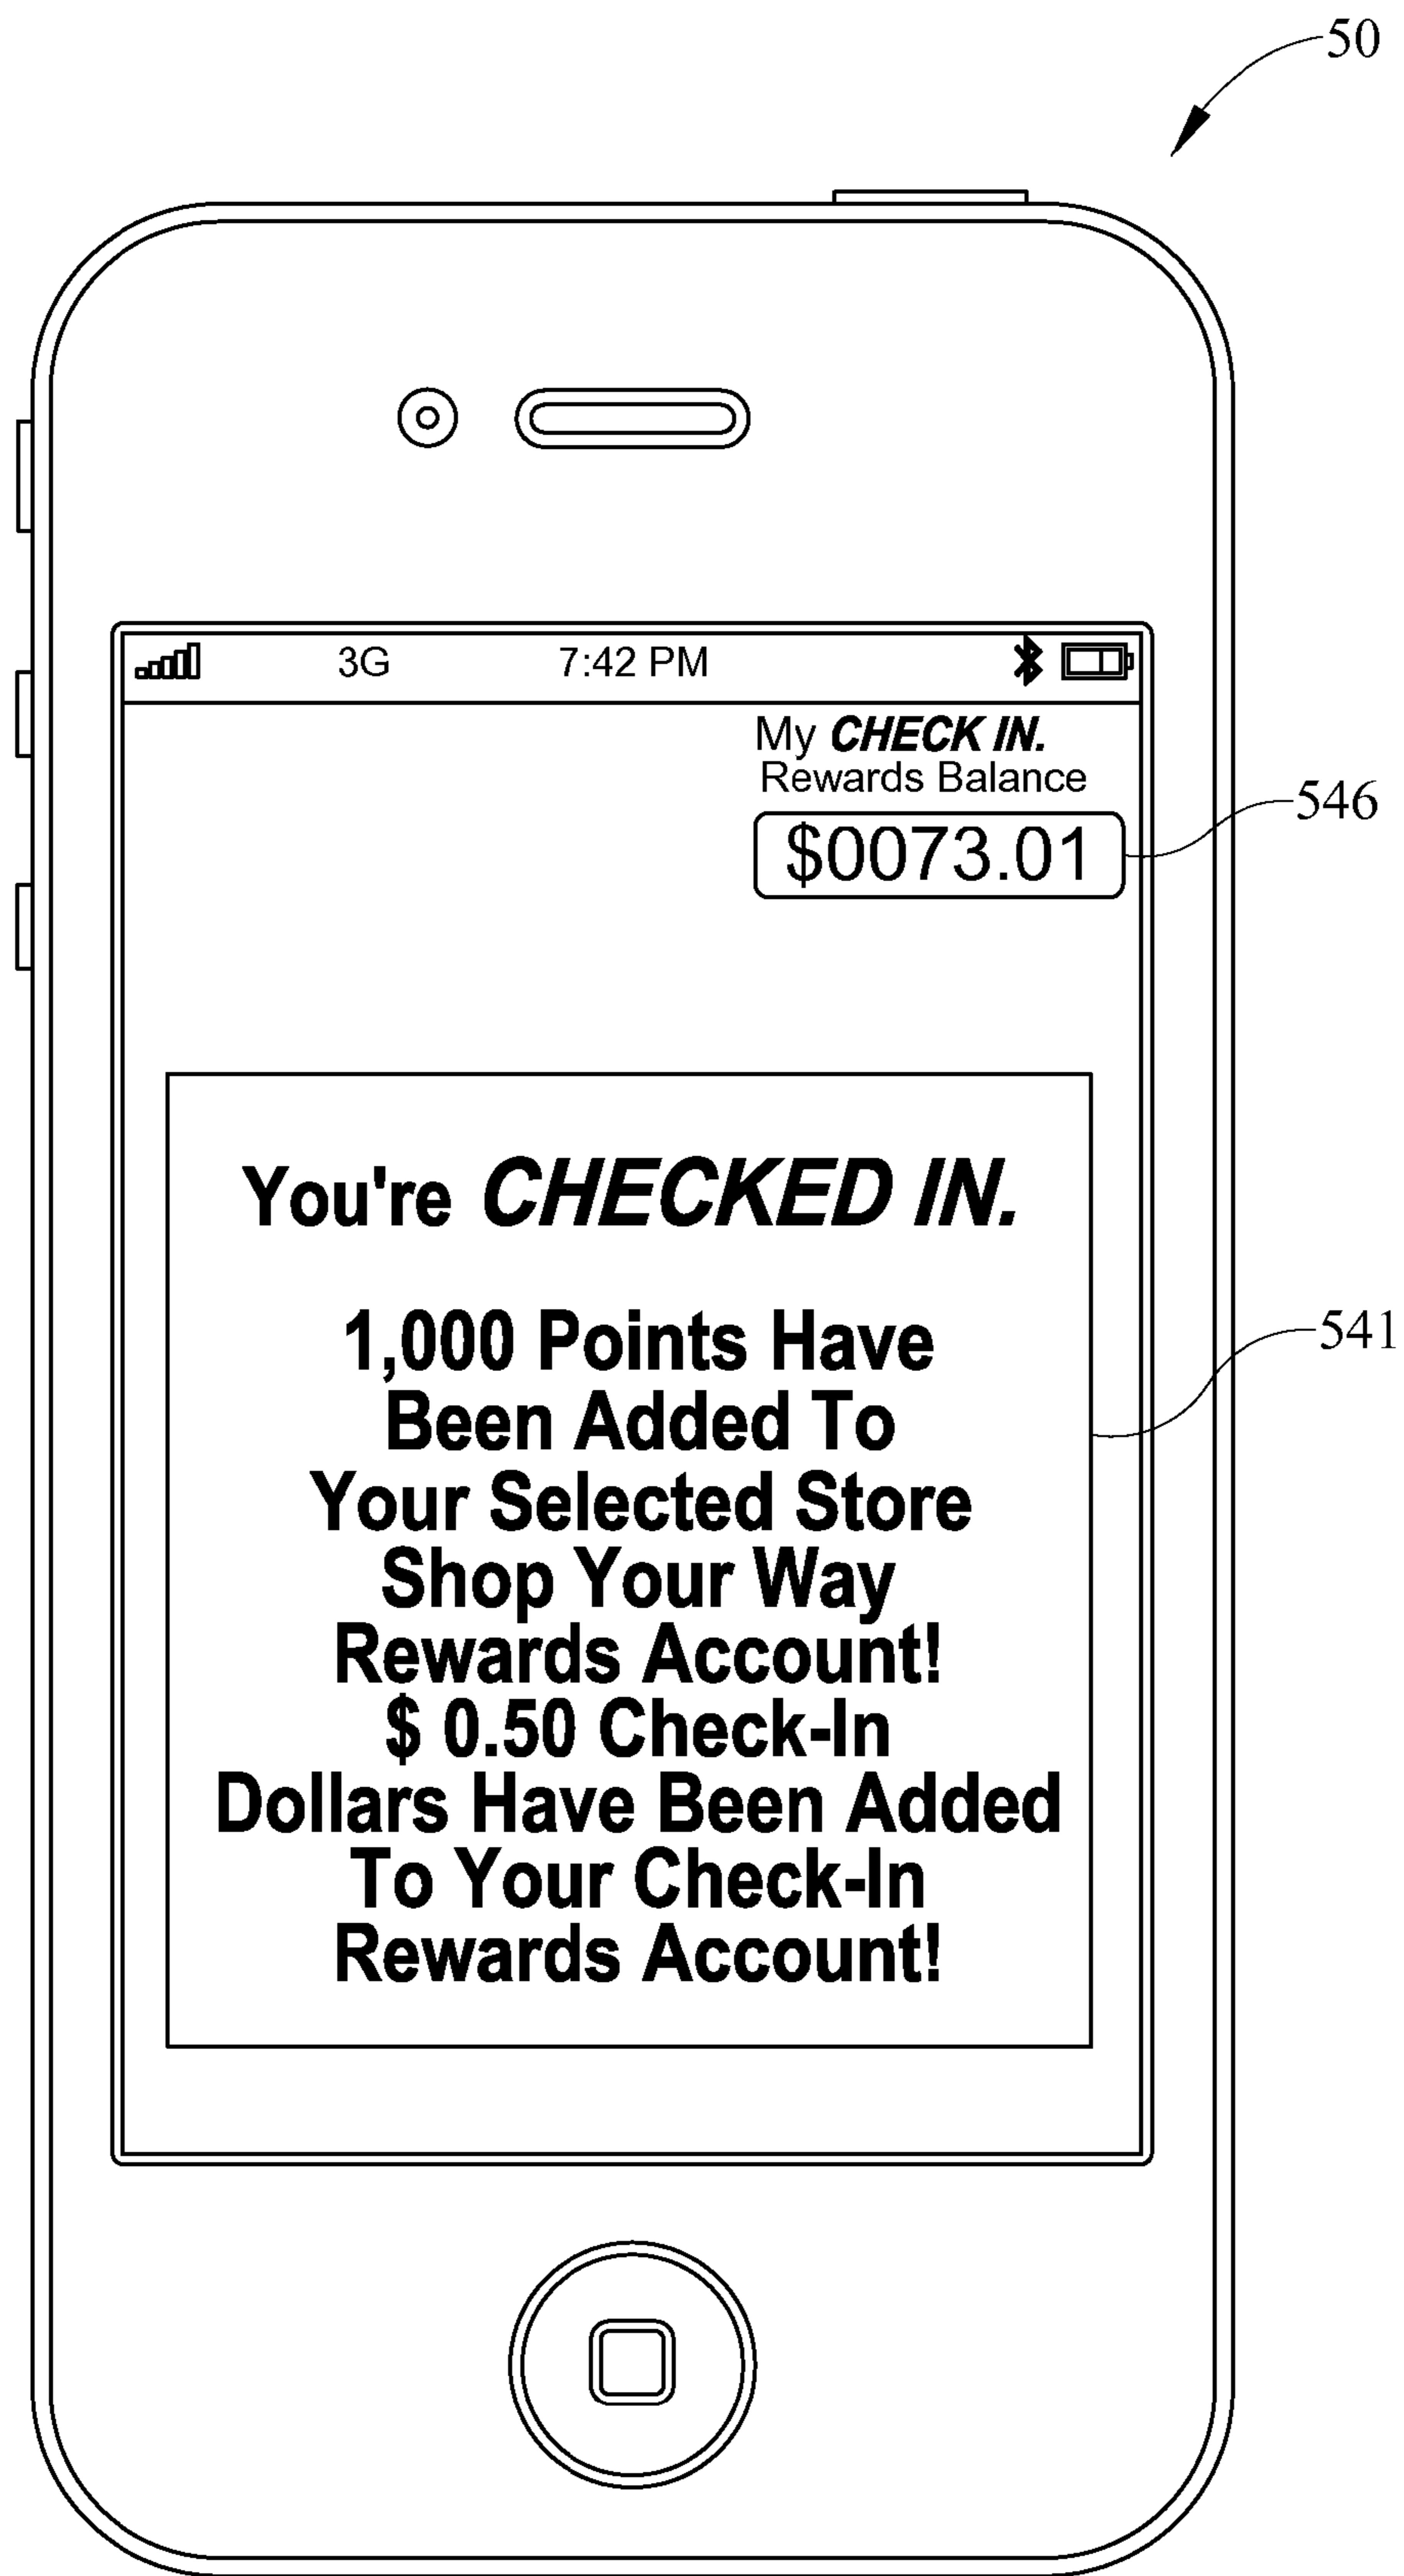 50
3G 7:42 PM
My CHECK IN.
Rewards Balance
546
$0073.01
You're CHECKED IN.
541
1,000 Points Have
Been Added To
Your Selected Store
Shop Your Way
Rewards Account!
$ 0.50 Check-In
Dollars Have Been Added
To Your Check-In
Rewards Account!